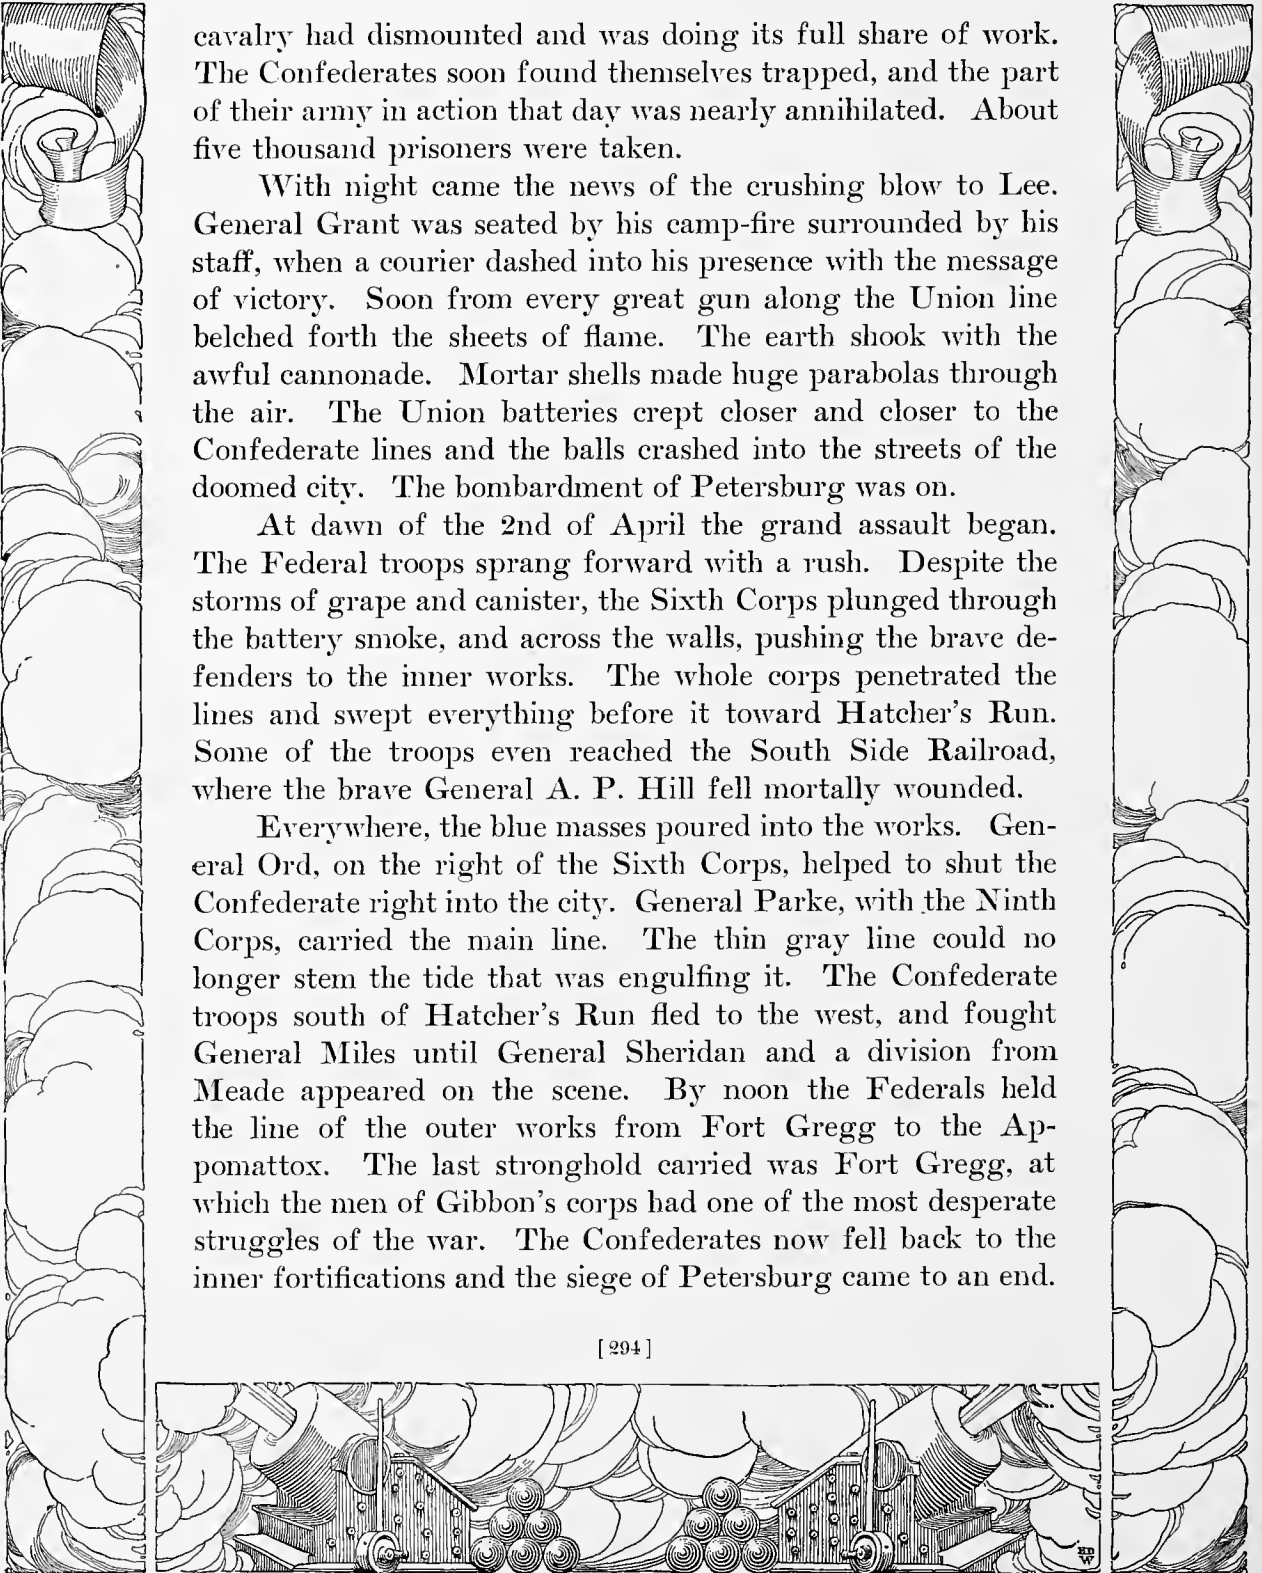 cavalry had dismounted and was doing its full share of work.
The Confederates soon found themselves trapped, and the part
of their army in action that day was nearly annihilated. About
five thousand prisoners were taken.
With night came the news of the crushing blow to Lee.
General Grant was seated by his camp-fire surrounded by his
staff, when a courier dashed into his presence with the message
of victory. Soon from every great gun along the Union line
belched forth the sheets of flame. The earth shook with the
awful cannonade. Mortar shells made huge parabolas through
the air. The Union batteries crept closer and closer to the
Confederate lines and the balls crashed into the streets of the
doomed city. The bombardment of Petersburg was on.
At dawn of the 2nd of April the grand assault began.
The Federal troops sprang forward with a rush. Despite the
storms of grape and canister, the Sixth Corps plunged through
the battery smoke, and across the walls, pushing the brave de-
fenders to the inner works. The whole corps penetrated the
lines and swept everything before it toward Hatcher's Run.
Some of the troops even reached the South Side Railroad,
where the brave General A. P. Hill fell mortally wounded.
Everywhere, the blue masses poured into the works. Gen-
eral Ord, on the right of the Sixth Corps, helped to shut the
Confederate right into the city. General Parke, with the Ninth
Corps, carried the main line. The thin gray line could no
longer stem the tide that was engulfing it. The Confederate
troops south of Hatcher's Run fled to the west, and fought
General Miles until General Sheridan and a division from
Meade appeared on the scene. By noon the Federals held
the line of the outer works from Fort Gregg to the Ap-
pomattox. The last stronghold carried was Fort Gregg, at
which the men of Gibbon's corps had one of the most desperate
struggles of the war. The Confederates now fell back to the
inner fortifications and the siege of Petersburg came to an end.
[294]
HD
W